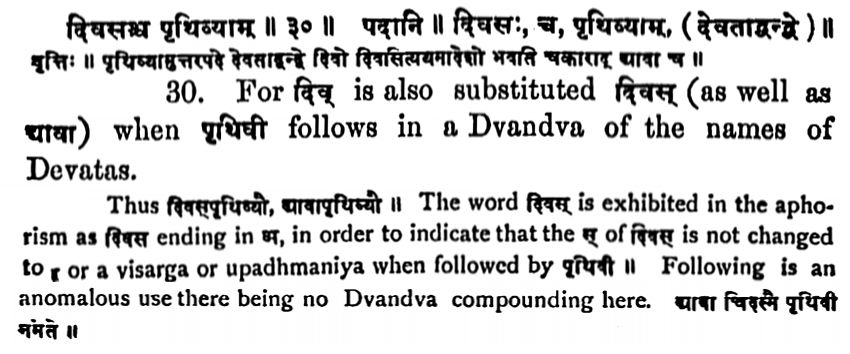 दिवसश्च पृथिव्याम् ॥ ३० ॥ पदानि ॥ दिवसः, च, पृथिव्याम्, (देवताद्वन्द्वे) ॥
वृत्तिः ॥ पृथिव्यामुत्तरपदे देवताद्वन्द्वे दिवो दिवसित्ययमादेशो भवति चकाराद् द्यावा च ॥
30. For दिव् is also substituted दिवस् (as well as
द्यावा) when पृथिवी follows in a Dvandva of the names of
Devatas.
Thus दिवस्पृथिव्यौ, द्यावापृथिव्यौ ॥ The word दिवस् is exhibited in the apho-
rism as दिवस ending in अ, in order to indicate that the स् of दिवस् is not changed
to र् or a visarga or upadhmaniya when followed by पृथिवी ॥ Following is an
anomalous use there being no Dvandva compounding here. द्यावा चिदस्मै पृथिवी
नमेते ॥